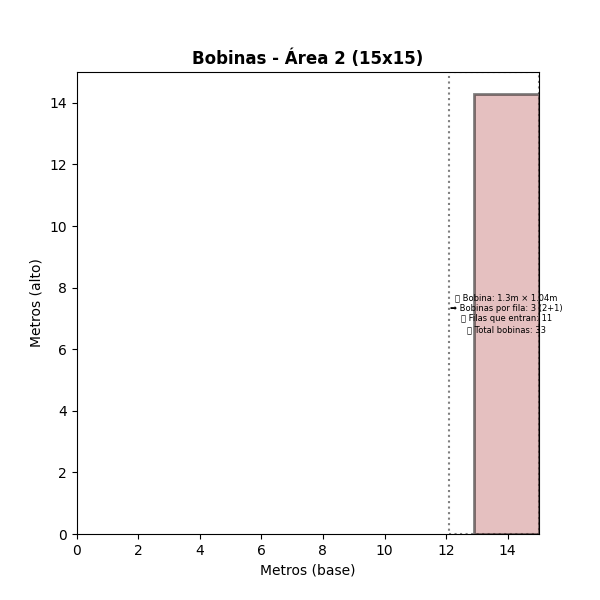 Bobinas - Área 2 (15x15)
Metros (alto)
14
12
10
8
6
4
2
0
▯ Bobina: 1.3m × 1.04m
➡ Bobinas por fila: 3 (2+1)
▯ Filas que entran: 11
▯ Total bobinas: 33
0 2 4 6 8 10 12 14
Metros (base)